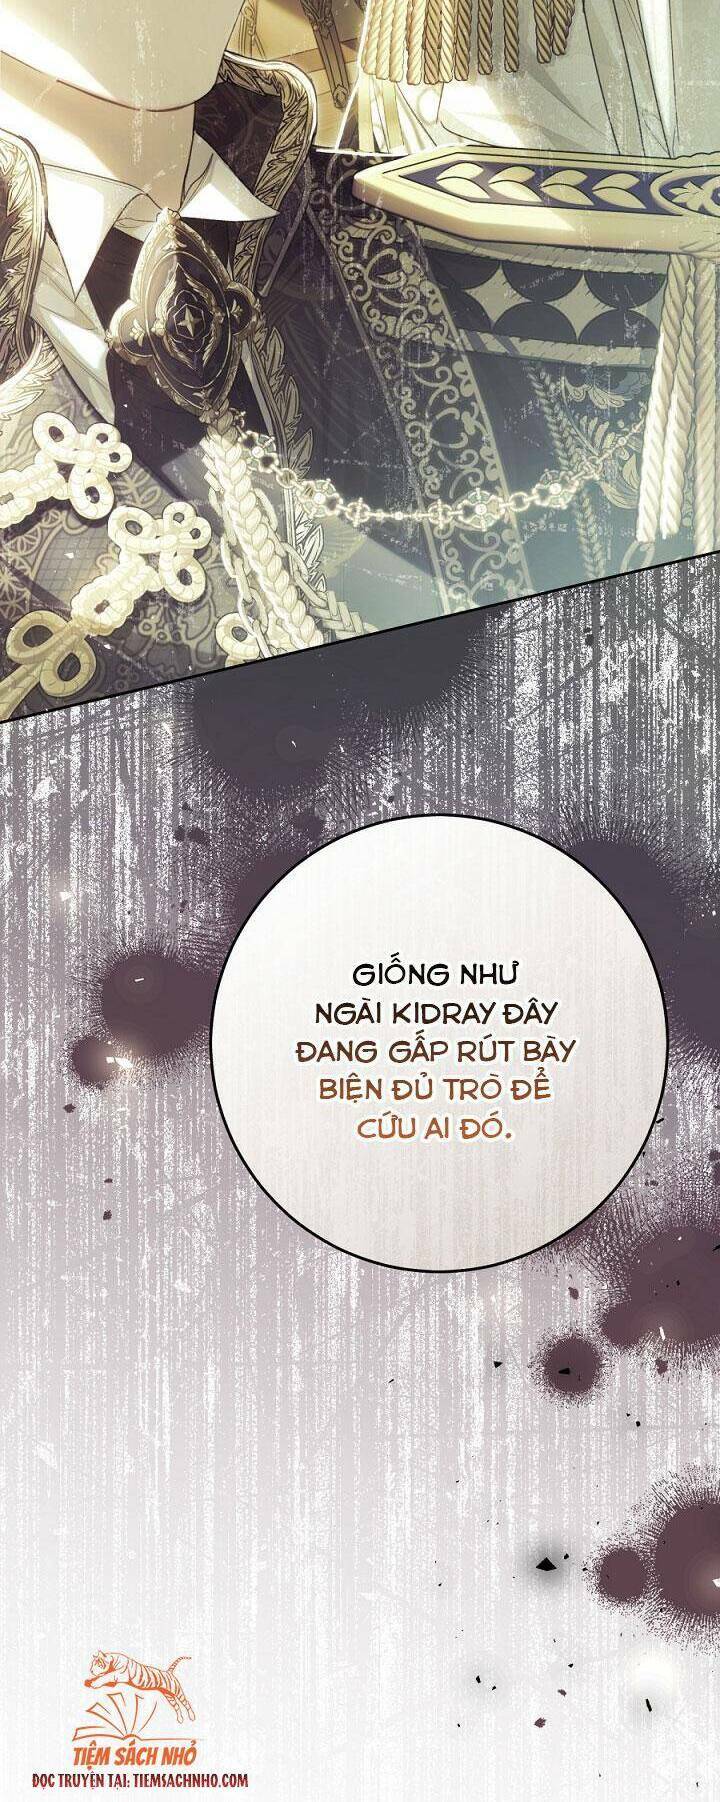 GIỐNG NHƯ
NGÀI KIDRAY ĐÂY
ĐANG GẤP RÚT BÀY
BIỆN ĐỦ TRÒ ĐỂ
CỨU AI ĐÓ.
TIỆM SÁCH NHỎ
ĐỌC TRUYỆN TẠI: TIEMSACHNHO.COM